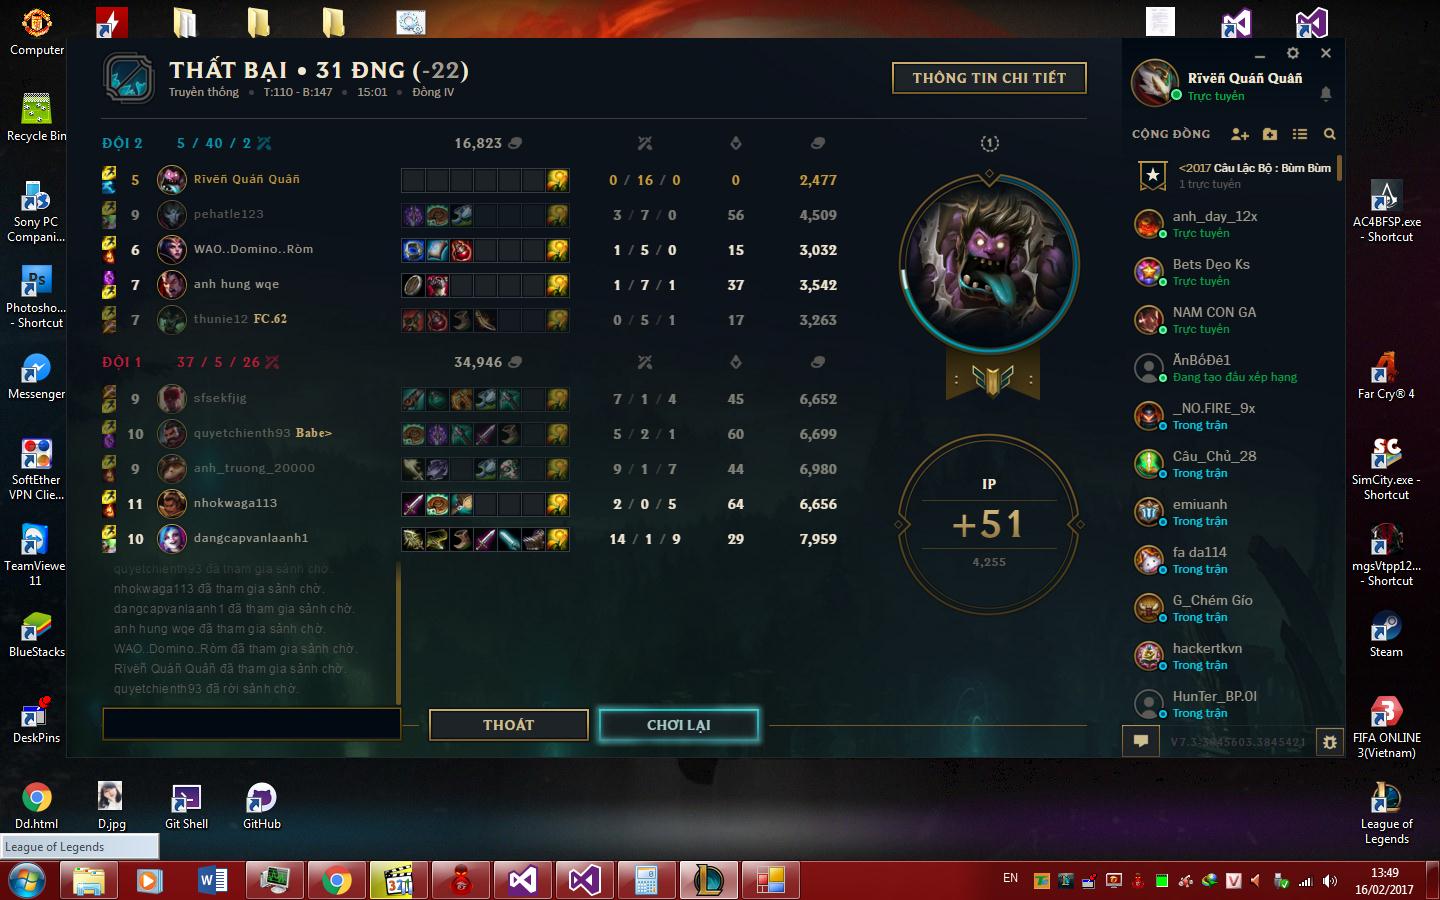 Computer
Recycle Bin
Sony PC
Compani...
Photosho...
- Shortcut
Messenger
SoftEther
VPN Clie...
TeamViewe
11
BlueStacks
DeskPins
Dd.html
D.jpg
Git Shell
GitHub
League of Legends
THẤT BẠI • 31 ĐNG (-22)
Truyền thống • T:110 - B:147 • 15:01 • Đồng IV
THÔNG TIN CHI TIẾT
ĐỘI 2 5 / 40 / 2 16,823
5 Rĩvëñ Quáñ Quâñ 0 / 16 / 0 0 2,477
9 pehatle123 3 / 7 / 0 56 4,509
6 WAO..Domino..Ròm 1 / 5 / 0 15 3,032
7 anh hung wqe 1 / 7 / 1 37 3,542
7 thunie12 FC.62 0 / 5 / 1 17 3,263
ĐỘI 1 37 / 5 / 26 34,946
9 sfsekfjig 7 / 1 / 4 45 6,652
10 quyetchienth93 Babe> 5 / 2 / 1 60 6,699
9 anh_truong_20000 9 / 1 / 7 44 6,980
11 nhokwaga113 2 / 0 / 5 64 6,656
10 dangcapvanlaanh1 14 / 1 / 9 29 7,959
quyetchienth93 đã tham gia sảnh chờ.
nhokwaga113 đã tham gia sảnh chờ.
dangcapvanlaanh1 đã tham gia sảnh chờ.
anh hung wqe đã tham gia sảnh chờ.
WAO..Domino..Ròm đã tham gia sảnh chờ.
Rĩvëñ Quáñ Quâñ đã tham gia sảnh chờ.
quyetchienth93 đã rời sảnh chờ.
THOÁT
CHƠI LẠI
1
IP
+51
4,255
Rĩvëñ Quáñ Quâñ
Trực tuyến
CỘNG ĐỒNG
<2017 Câu Lạc Bộ : Bùm Bùm
1 trực tuyến
anh_day_12x
Trực tuyến
Bets Dẹo Ks
Trực tuyến
NAM CON GA
Trực tuyến
ĂnBốĐê1
Đang tạo đấu xếp hạng
_NO.FIRE_9x
Trong trận
Câu_Chủ_28
Trong trận
emiuanh
Trong trận
fa da114
Trong trận
G_Chém Gío
Trong trận
hackertkvn
Trong trận
HunTer_BP.0I
Trong trận
V7.3-3845603.3845421
AC4BFSP.exe
- Shortcut
Far Cry® 4
SimCity.exe -
Shortcut
mgsVtpp12...
- Shortcut
Steam
FIFA ONLINE
3(Vietnam)
League of
Legends
EN
13:49
16/02/2017